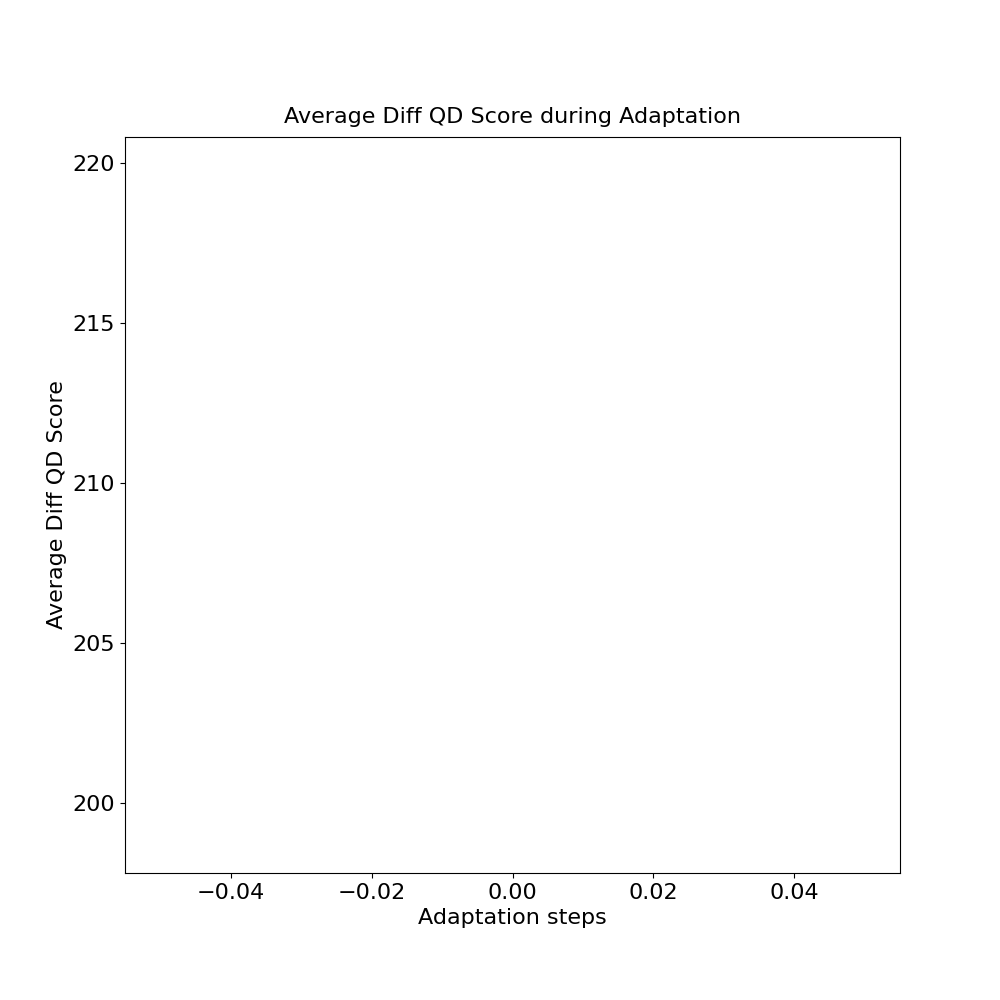 Average Diff QD Score during Adaptation
220
215
210
205
200
Average Diff QD Score
−0.04 −0.02 0.00 0.02 0.04
Adaptation steps